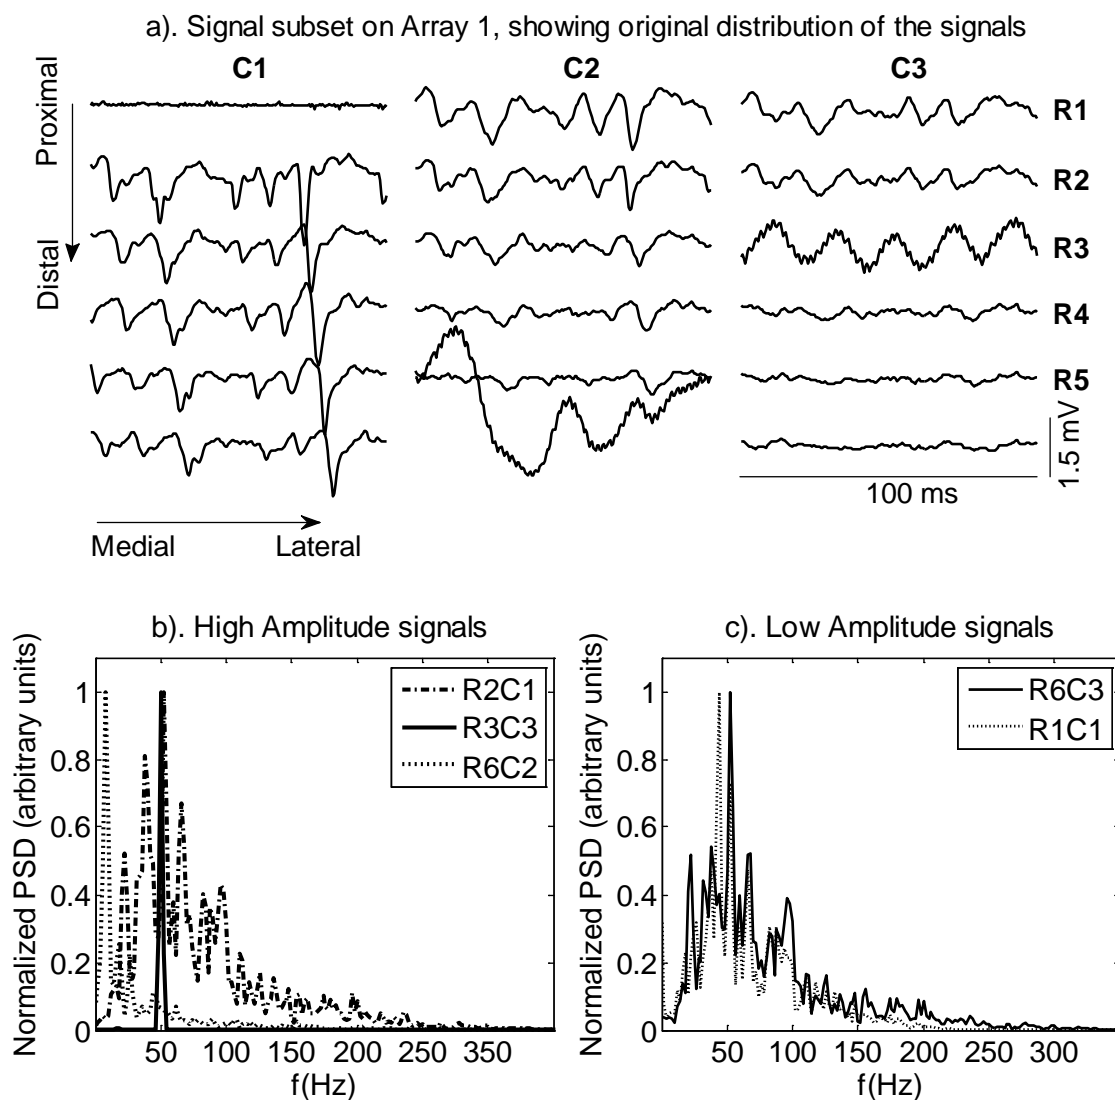 a). Signal subset on Array 1, showing original distribution of the signals
C1 C2 C3
Proximal
Distal
R1
R2
R3
R4
R5
1.5 mV
100 ms
Medial Lateral
b). High Amplitude signals
Normalized PSD (arbitrary units)
1
0.8
0.6
0.4
0.2
0
R2C1
R3C3
R6C2
50 100 150 200 250 300 350
f(Hz)
c). Low Amplitude signals
Normalized PSD (arbitrary units)
1
0.8
0.6
0.4
0.2
0
R6C3
R1C1
50 100 150 200 250 300
f(Hz)